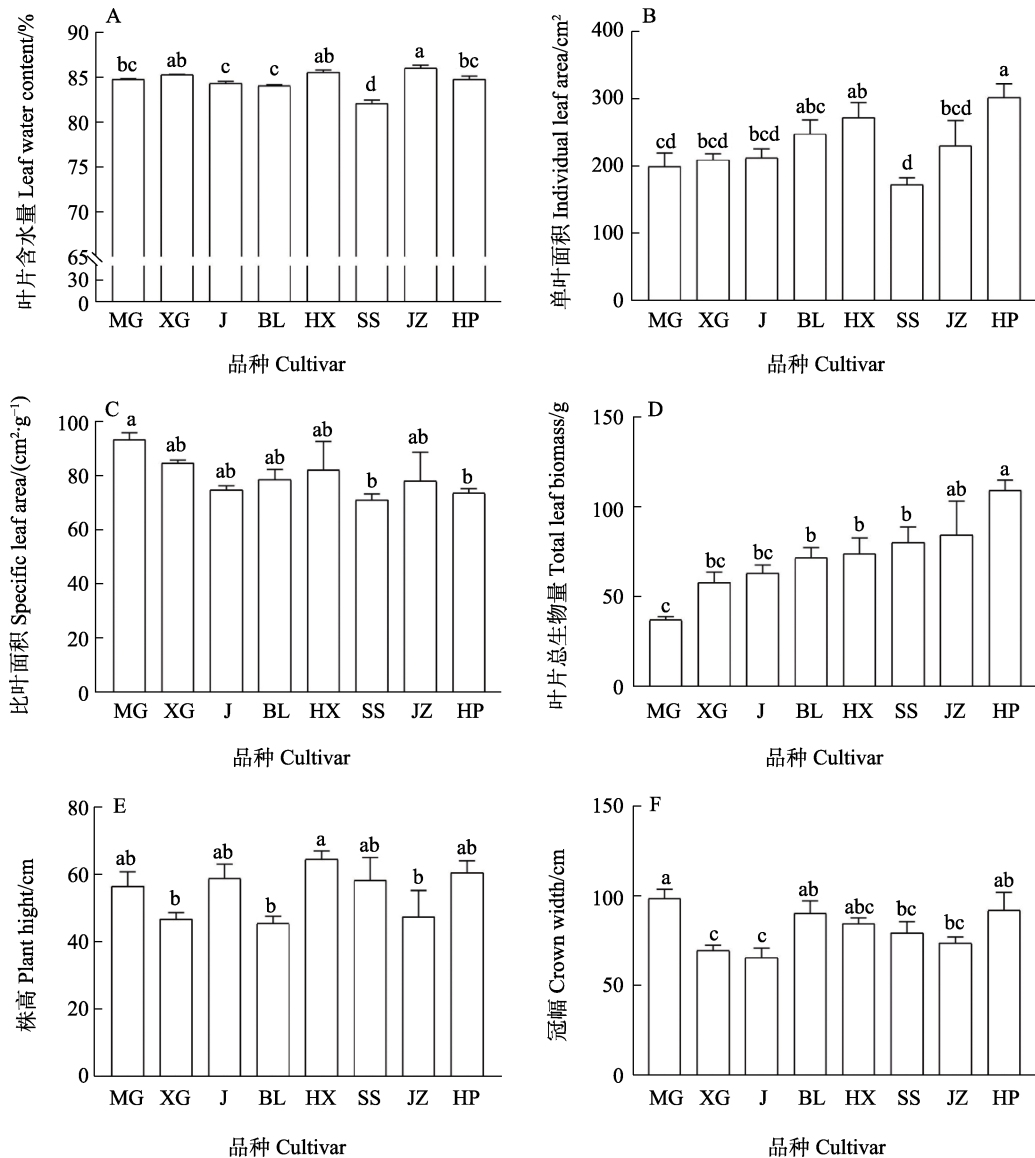 A
叶片含水量 Leaf water content/%
90
85
80
75
70
65
30
0
bc ab c c ab d a bc
MG XG J BL HX SS JZ HP
品种 Cultivar
B
单叶面积 Individual leaf area/cm²
400
300
200
100
0
cd bcd bcd abc ab d bcd a
MG XG J BL HX SS JZ HP
品种 Cultivar
C
比叶面积 Specific leaf area/(cm²·g⁻¹)
100
80
60
40
20
0
a ab ab ab ab b ab b
MG XG J BL HX SS JZ HP
品种 Cultivar
D
叶片总生物量 Total leaf biomass/g
150
100
50
0
c bc bc b b b ab a
MG XG J BL HX SS JZ HP
品种 Cultivar
E
株高 Plant hight/cm
80
60
40
20
0
ab b ab b a ab b ab
MG XG J BL HX SS JZ HP
品种 Cultivar
F
冠幅 Crown width/cm
150
100
50
0
a c c ab abc bc bc ab
MG XG J BL HX SS JZ HP
品种 Cultivar